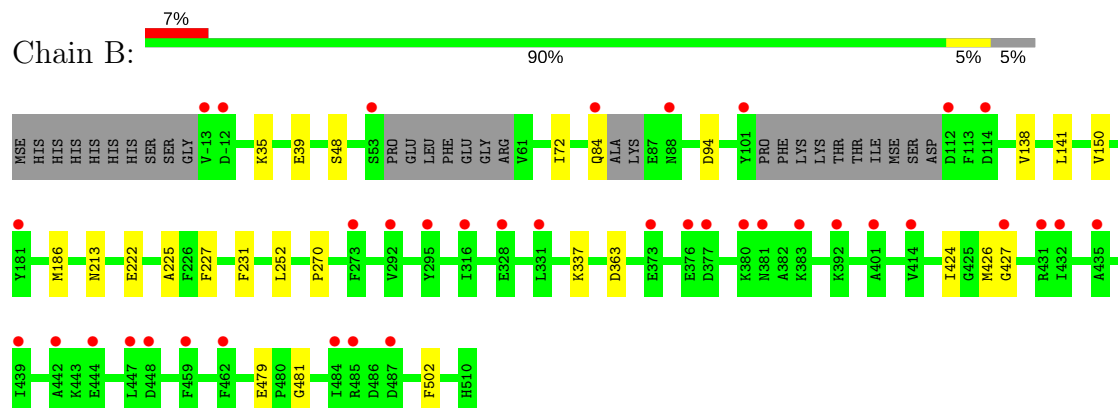 7%
Chain B:
90% 5% 5%
MSE HIS HIS HIS HIS HIS HIS SER SER GLY V-13 D-12 K35 E39 S48 S53 PRO GLU LEU PHE GLU GLY ARG V61 I72 Q84 ALA LYS E87 N88 D94 Y101 PRO PHE LYS LYS THR THR ILE MSE SER ASP D112 F113 D114 V138 L141 V150
Y181 M186 N213 E222 A225 F226 F227 F231 L252 P270 F273 V292 Y295 I316 E328 L331 K337 D363 E373 E376 D377 K380 N381 A382 K383 K392 A401 V414 I424 G425 M426 G427 R431 I432 A435
I439 A442 K443 E444 L447 D448 F459 F462 E479 P480 G481 I484 R485 D486 D487 F502 H510